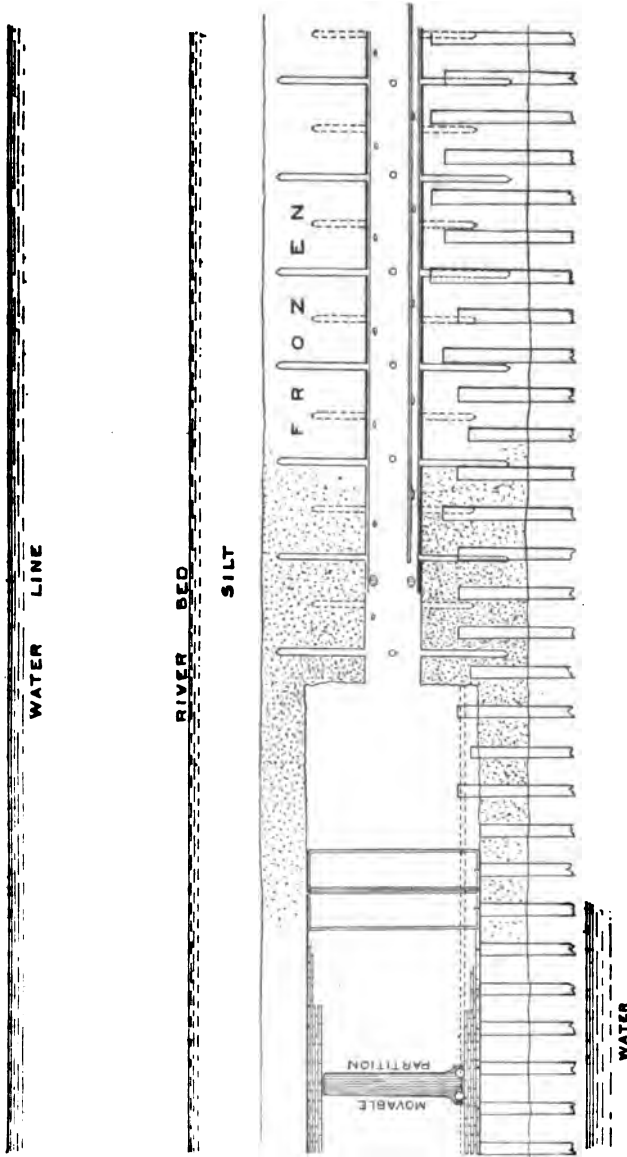 WATER LINE
RIVER BED
SILT
FROZEN
MOVABLE
PARTITION
WATER